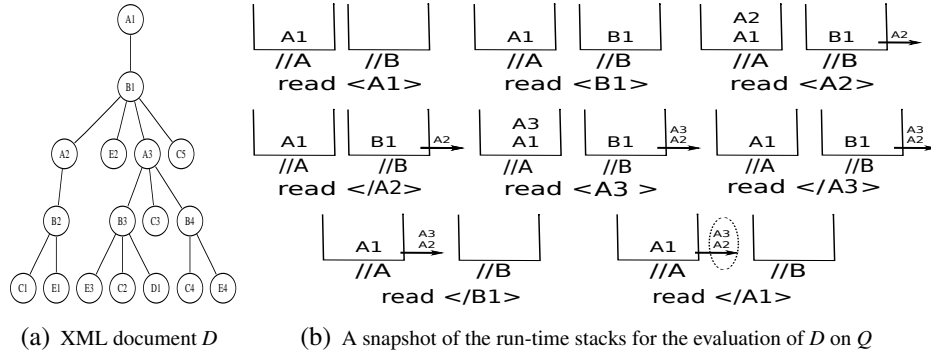 A1
B1
A2 E2 A3 C5
B2 B3 C3 B4
C1 E1 E3 C2 D1 C4 E4
(a) XML document D
A1
//A //B
read <A1>
A1 B1
//A //B
read <B1>
A2
A1 B1 A2
//A //B
read <A2>
A1 B1 A2
//A //B
read </A2>
A3 A3
A1 B1 A2
//A //B
read <A3 >
A3
A1 B1 A2
//A //B
read </A3>
A3
A1 A2
//A //B
read </B1>
A3
A1 A2
//A //B
read </A1>
(b) A snapshot of the run-time stacks for the evaluation of D on Q